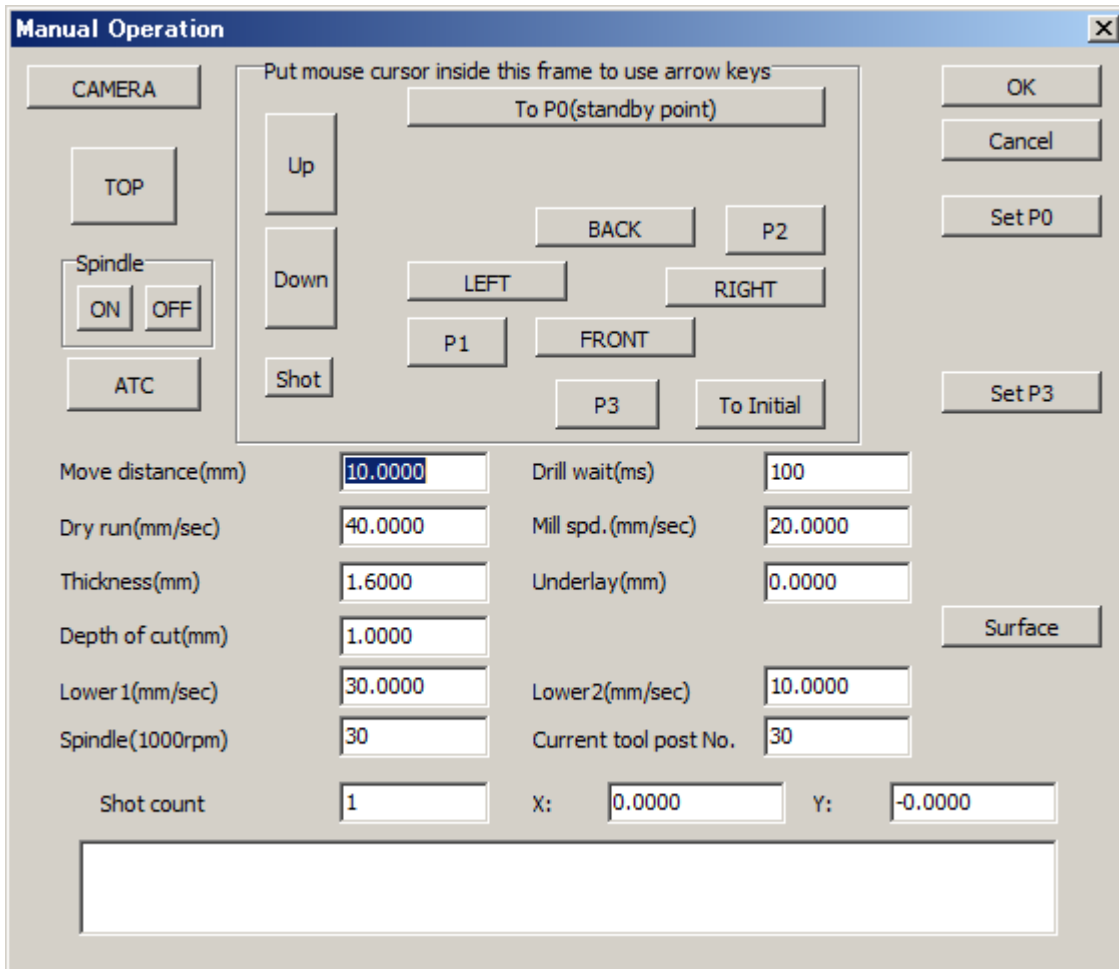 Manual Operation
CAMERA
Put mouse cursor inside this frame to use arrow keys
To P0(standby point)
OK
Cancel
Up
TOP
BACK
P2
Set P0
Spindle
ON
OFF
Down
LEFT
RIGHT
P1
FRONT
ATC
Shot
P3
To Initial
Set P3
Move distance(mm) 10.0000 Drill wait(ms) 100
Dry run(mm/sec) 40.0000 Mill spd.(mm/sec) 20.0000
Thickness(mm) 1.6000 Underlay(mm) 0.0000
Depth of cut(mm) 1.0000 Surface
Lower1(mm/sec) 30.0000 Lower2(mm/sec) 10.0000
Spindle(1000rpm) 30 Current tool post No. 30
Shot count 1 X: 0.0000 Y: -0.0000